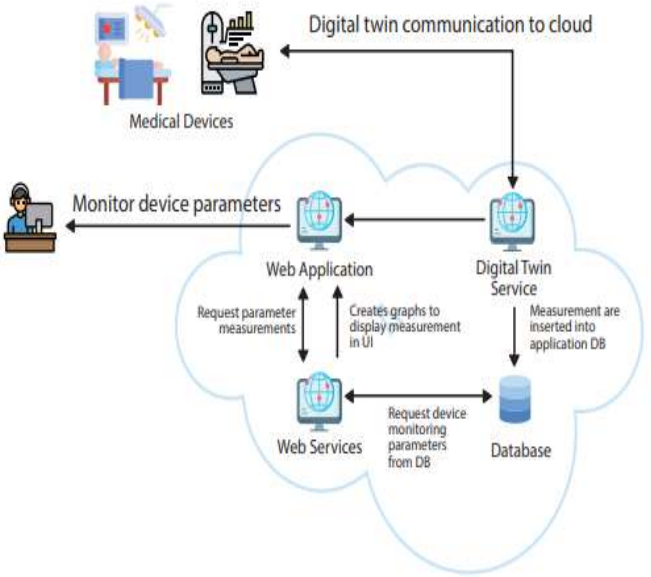 Digital twin communication to cloud
Medical Devices
Monitor device parameters
Web Application
Digital Twin
Service
Request parameter
measurements
Creates graphs to
display measurement
in UI
Measurement are
inserted into
application DB
Web Services
Request device
monitoring
parameters
from DB
Database